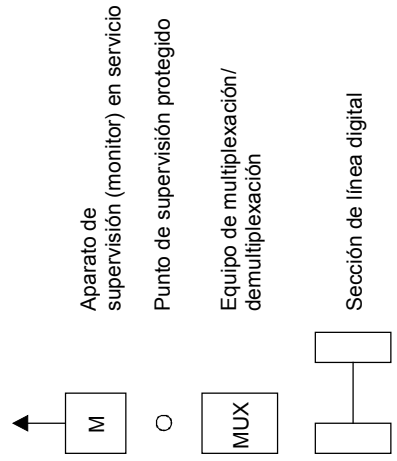 M
Aparato de
supervisión (monitor) en servicio
Punto de supervisión protegido
MUX
Equipo de multiplexación/
demultiplexación
Sección de línea digital